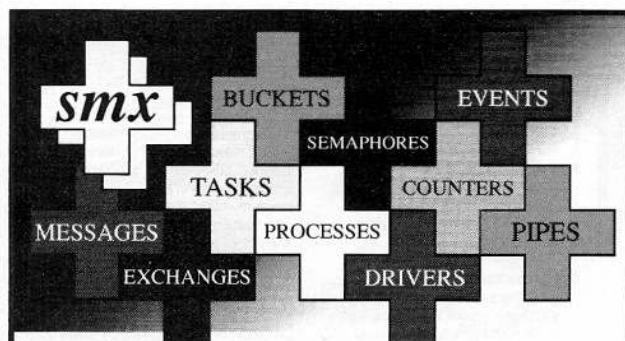 smx
BUCKETS
EVENTS
SEMAPHORES
TASKS
COUNTERS
MESSAGES
PROCESSES
PIPES
EXCHANGES
DRIVERS